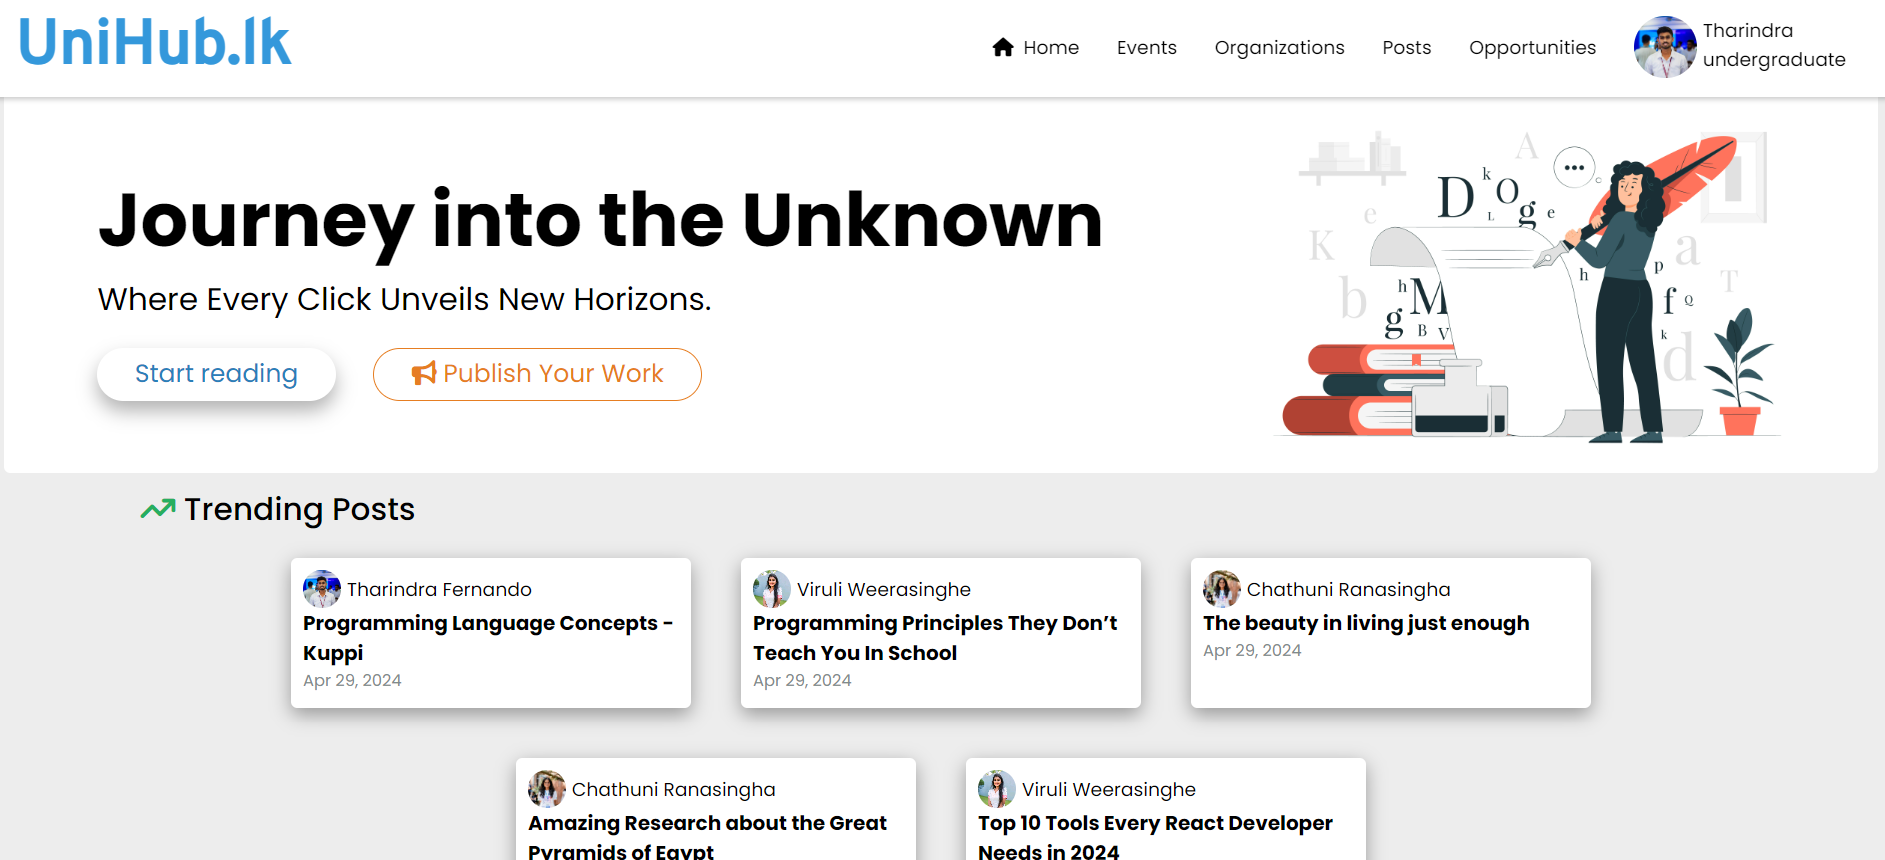 UniHub.lk
Home Events Organizations Posts Opportunities
Tharindra
undergraduate
Journey into the Unknown
Where Every Click Unveils New Horizons.
Start reading
Publish Your Work
A
k
D
o
L
g
e
e
K
a
h
p
T
b
h
M
f
Q
g
B
V
k
d
Trending Posts
Tharindra Fernando
Programming Language Concepts -
Kuppi
Apr 29, 2024
Viruli Weerasinghe
Programming Principles They Don’t
Teach You In School
Apr 29, 2024
Chathuni Ranasingha
The beauty in living just enough
Apr 29, 2024
Chathuni Ranasingha
Amazing Research about the Great
Pyramids of Egypt
Viruli Weerasinghe
Top 10 Tools Every React Developer
Needs in 2024